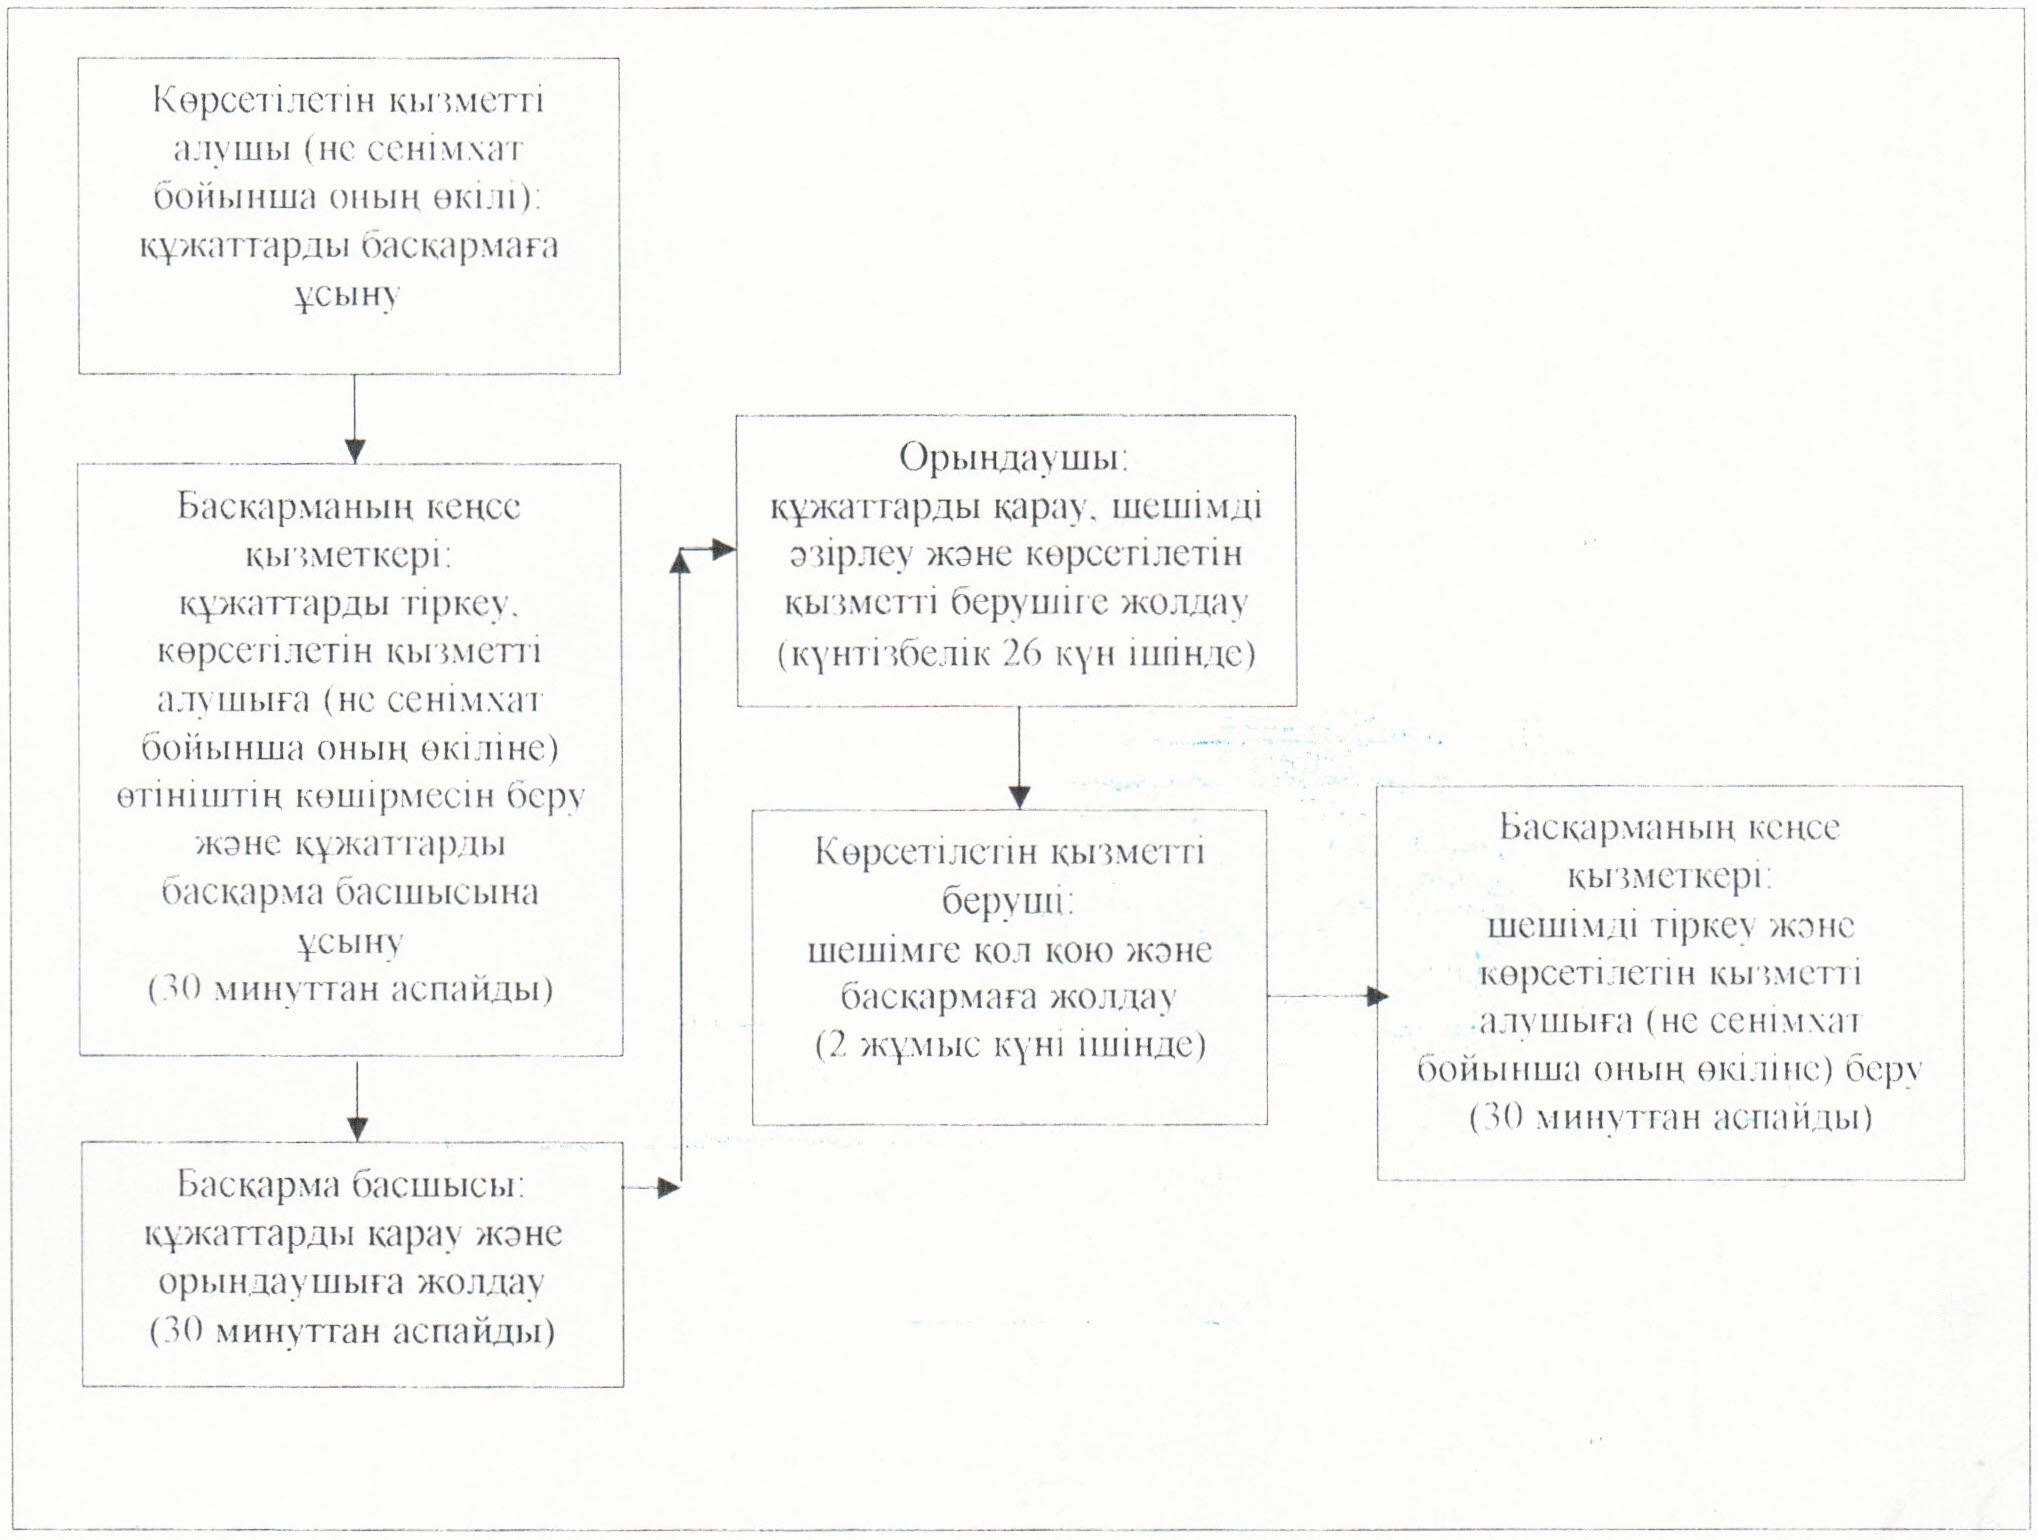 Көрсетілетін қызметті
алушы (не сенімхат
бойынша оның өкілі):
құжаттарды басқармаға
ұсыну
Басқарманың кеңсе
қызметкері:
құжаттарды тіркеу,
көрсетілетін қызметті
алушыға (не сенімхат
бойынша оның өкіліне)
өтініштің көшірмесін беру
және құжаттарды
басқарма басшысына
ұсыну
(30 минуттан аспайды)
Басқарма басшысы:
құжаттарды қарау және
орындаушыға жолдау
(30 минуттан аспайды)
Орындаушы:
құжаттарды қарау, шешімді
әзірлеу және көрсетілетін
қызметті берушіге жолдау
(күнтізбелік 26 күн ішінде)
Көрсетілетін қызметті
беруші:
шешімге қол қою және
басқармаға жолдау
(2 жұмыс күні ішінде)
Басқарманың кеңсе
қызметкері:
шешімді тіркеу және
көрсетілетін қызметті
алушыға (не сенімхат
бойынша оның өкіліне) беру
(30 минуттан аспайды)